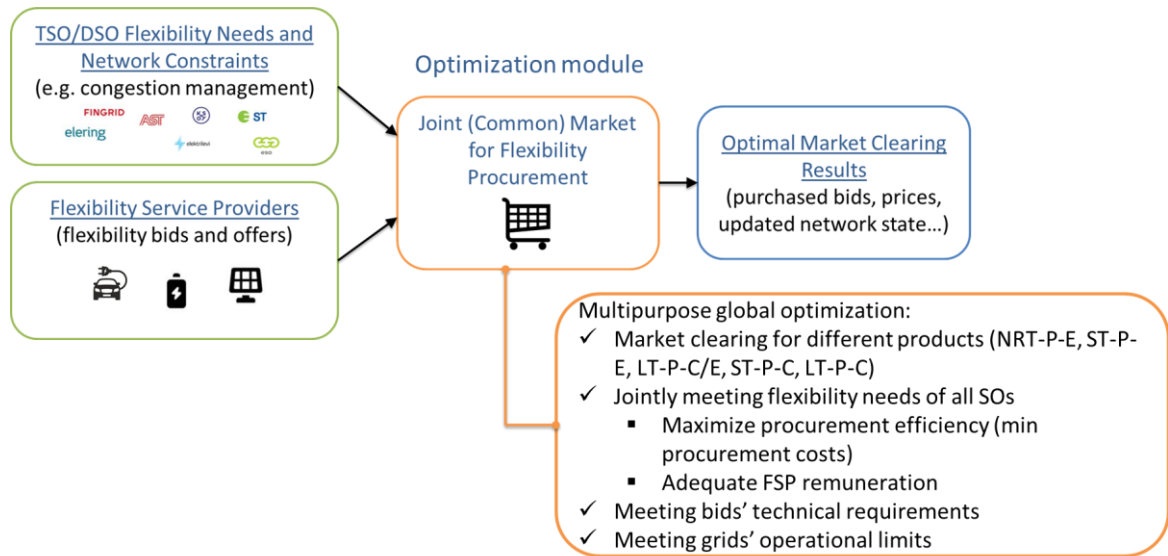 TSO/DSO Flexibility Needs and
Network Constraints
(e.g. congestion management)
FINGRID
AST
ST
elering
elektrilevi
eso
Flexibility Service Providers
(flexibility bids and offers)
Optimization module
Joint (Common) Market
for Flexibility
Procurement
Optimal Market Clearing
Results
(purchased bids, prices,
updated network state…)
Multipurpose global optimization:
✓ Market clearing for different products (NRT-P-E, ST-P-
E, LT-P-C/E, ST-P-C, LT-P-C)
✓ Jointly meeting flexibility needs of all SOs
▪ Maximize procurement efficiency (min
procurement costs)
▪ Adequate FSP remuneration
✓ Meeting bids’ technical requirements
✓ Meeting grids’ operational limits